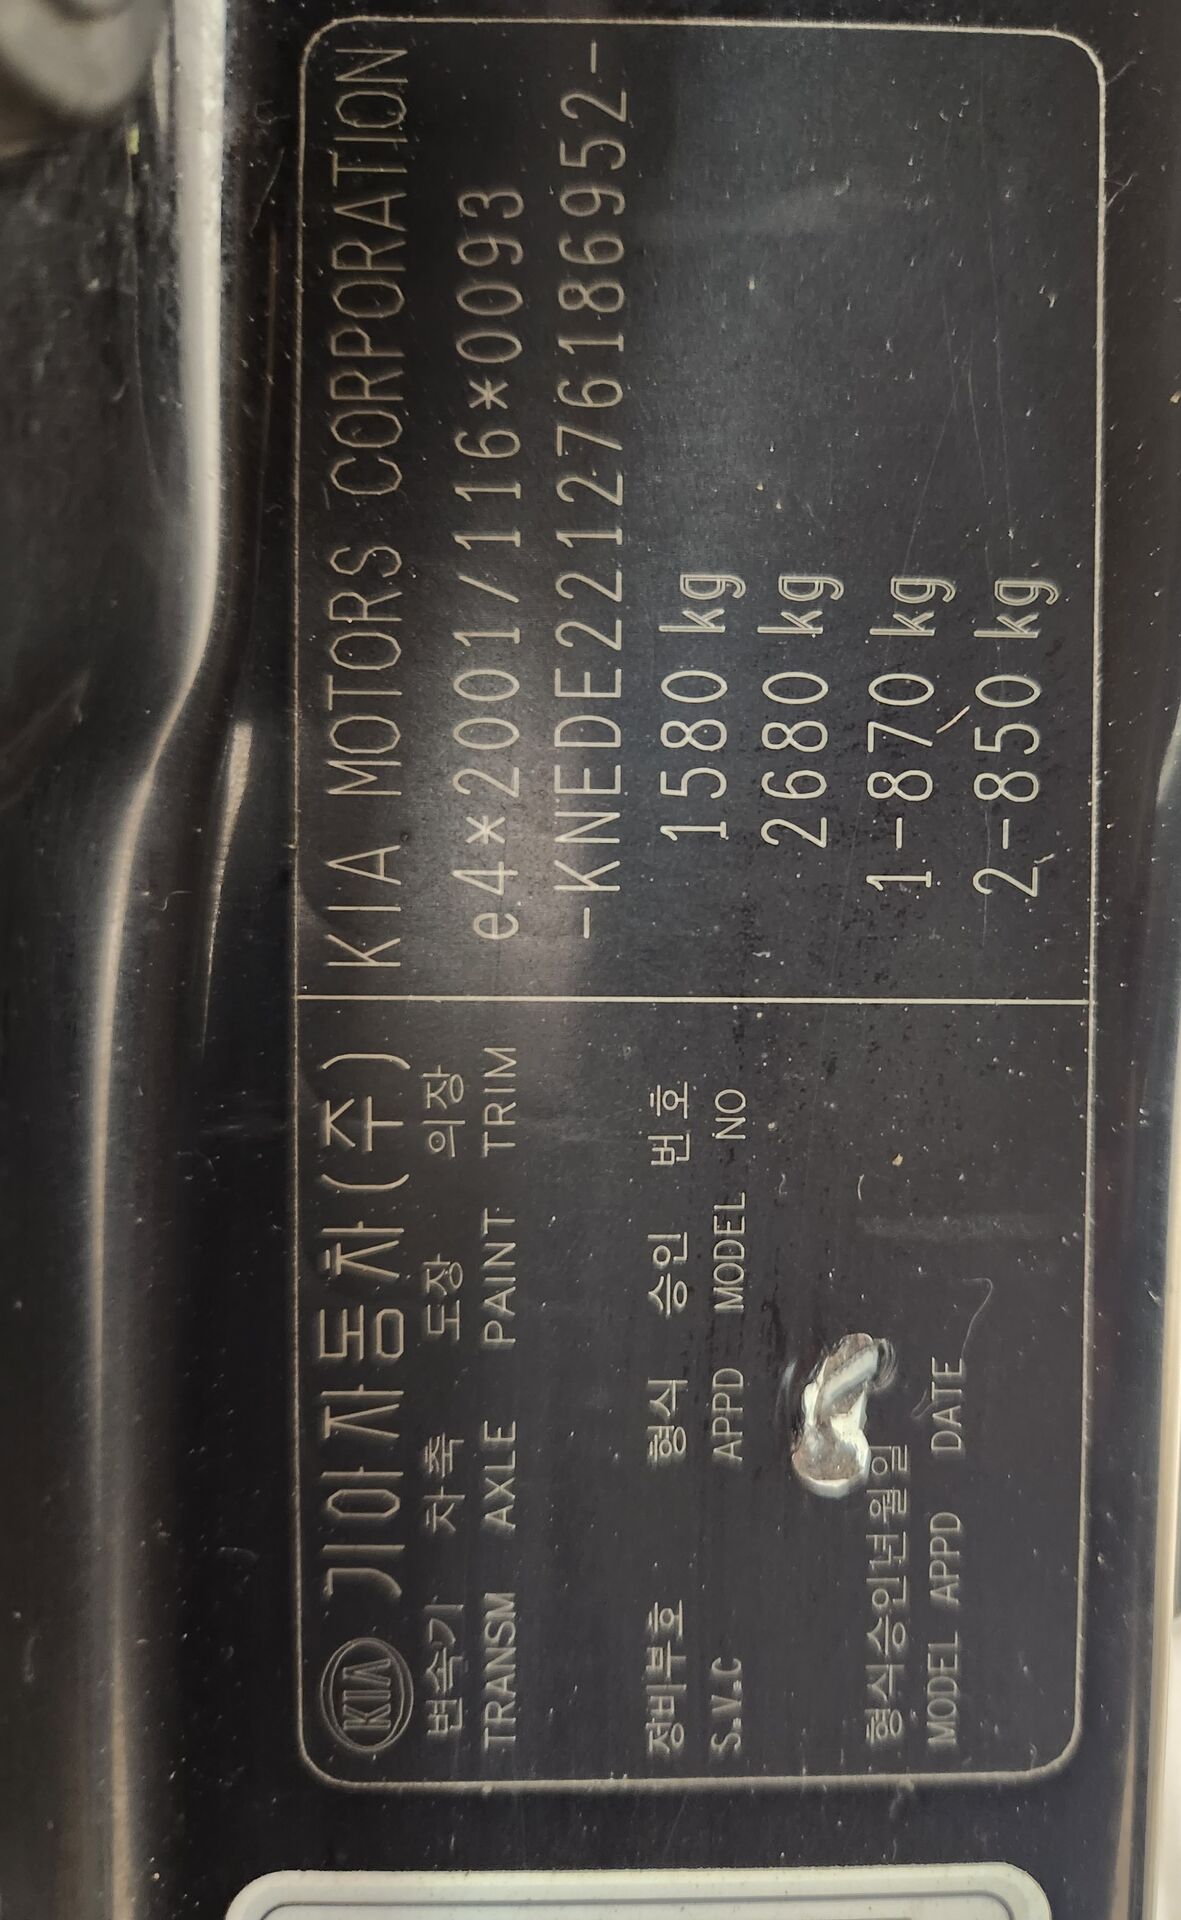 KIA 기아자동차(주) KIA MOTORS CORPORATION
변속기 차축 도장 의장
TRANSM AXLE PAINT TRIM
e4*2001/116*0093
-KNEDE221276186952-
장비부호 형식 승인 번호
S.V.C APPD MODEL NO
1580 kg
2680 kg
형식승인년월일
MODEL APPD DATE
1-870 kg
2-850 kg